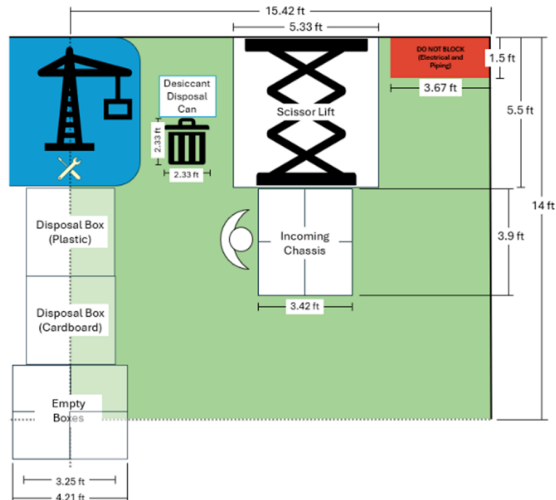 15.42 ft
5.33 ft
DO NOT BLOCK
(Electrical and
Piping)
1.5 ft
3.67 ft
Desiccant
Disposal
Can
Scissor Lift
5.5 ft
2.33 ft
2.33 ft
14 ft
Disposal Box
(Plastic)
Incoming
Chassis
3.9 ft
Disposal Box
(Cardboard)
3.42 ft
Empty
Boxes
3.25 ft
4.21 ft